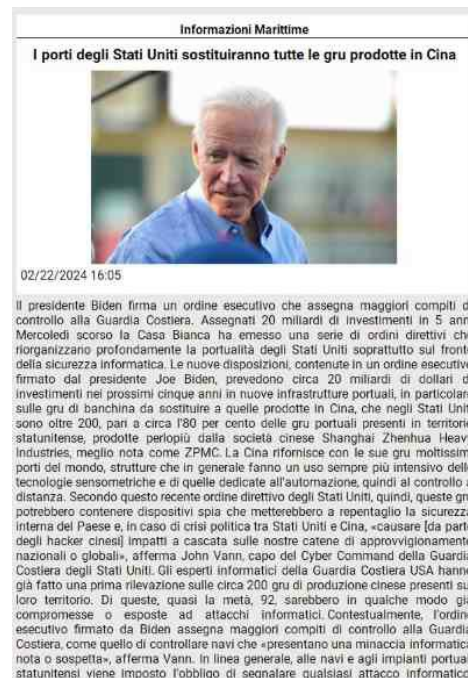 Informazioni Marittime
I porti degli Stati Uniti sostituiranno tutte le gru prodotte in Cina
02/22/2024 16:05
Il presidente Biden firma un ordine esecutivo che assegna maggiori compiti d
controllo alla Guardia Costiera. Assegnati 20 miliardi di investimenti in 5 ann
Mercoledì scorso la Casa Bianca ha emesso una serie di ordini direttivi che
riorganizzano profondamente la portualità degli Stati Uniti soprattutto sul fronte
della sicurezza informatica. Le nuove disposizioni, contenute in un ordine esecutivo
firmato dal presidente Joe Biden, prevedono circa 20 miliardi di dollari d
investimenti nei prossimi cinque anni in nuove infrastrutture portuali, in particolare
sulle gru di banchina da sostituire a quelle prodotte in Cina, che negli Stati Unit
sono oltre 200, pari a circa l'80 per cento delle gru portuali presenti in territorio
statunitense, prodotte perlopiù dalla società cinese Shanghai Zhenhua Heavy
Industries, meglio nota come ZPMC. La Cina rifornisce con le sue gru moltissimi
porti del mondo, strutture che in generale fanno un uso sempre più intensivo delle
tecnologie sensometriche e di quelle dedicate all'automazione, quindi al controllo a
distanza. Secondo questo recente ordine direttivo degli Stati Uniti, quindi, queste gru
potrebbero contenere dispositivi spia che metterebbero a repentaglio la sicurezza
interna del Paese e, in caso di crisi politica tra Stati Uniti e Cina, «causare [da parte
degli hacker cinesi] impatti a cascata sulle nostre catene di approvvigionamento
nazionali o globali», afferma John Vann, capo del Cyber Command della Guardia
Costiera degli Stati Uniti. Gli esperti informatici della Guardia Costiera USA hanno
già fatto una prima rilevazione sulle circa 200 gru di produzione cinese presenti su
loro territorio. Di queste, quasi la metà, 92, sarebbero in qualche modo già
compromesse o esposte ad attacchi informatici. Contestualmente, l'ordine
esecutivo firmato da Biden assegna maggiori compiti di controllo alla Guardia
Costiera, come quello di controllare navi che «presentano una minaccia informatica
nota o sospetta», afferma Vann. In linea generale, alle navi e agli impianti portual
statunitensi viene imposto l'obbligo di segnalare qualsiasi attacco informatico